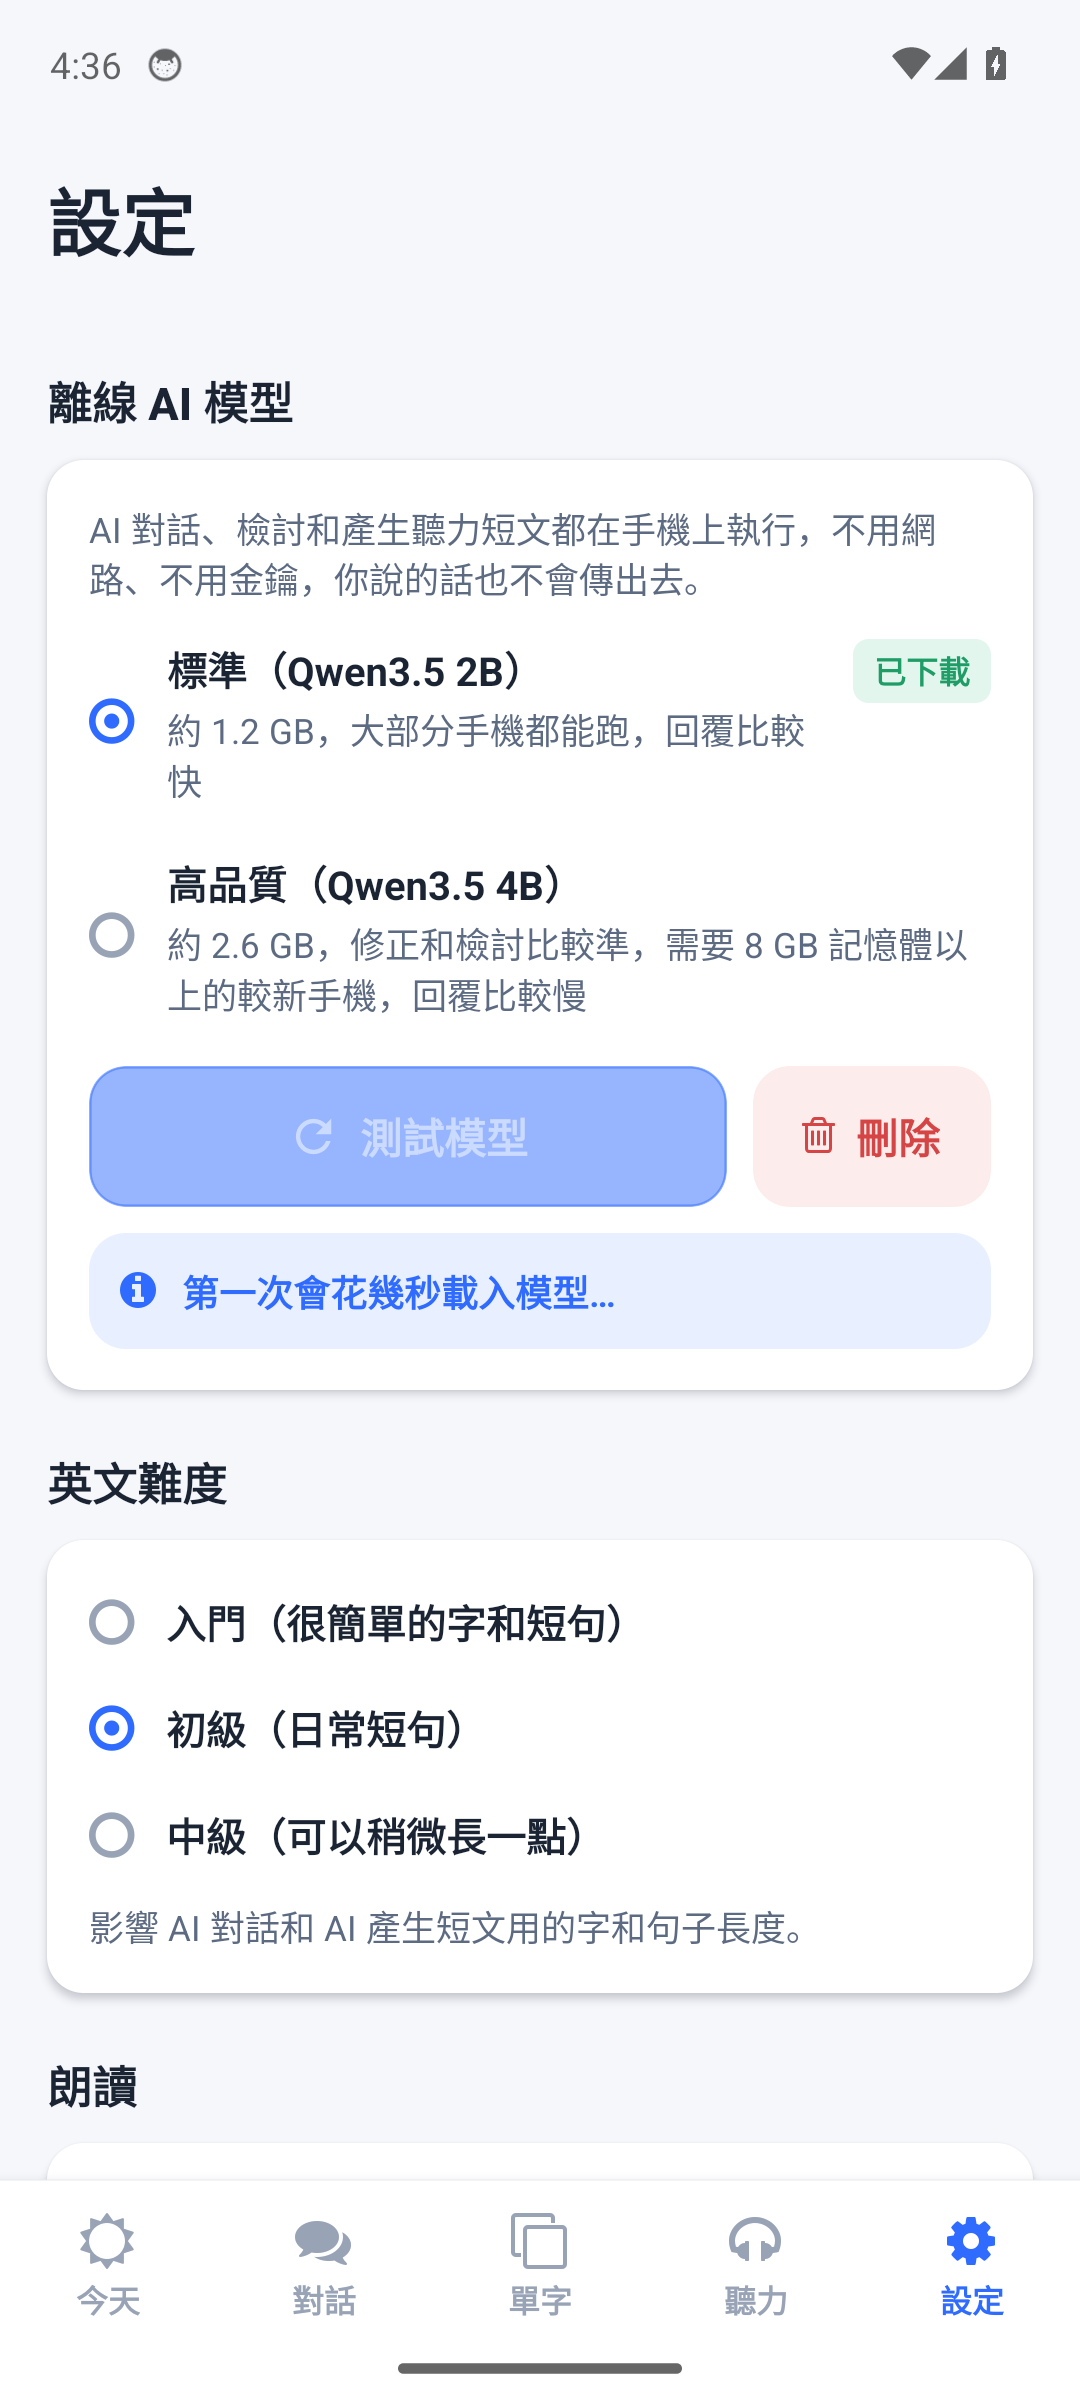 4:36
設定
離線 AI 模型
AI 對話、檢討和產生聽力短文都在手機上執行，不用網
路、不用金鑰，你說的話也不會傳出去。
標準（Qwen3.5 2B）
已下載
約 1.2 GB，大部分手機都能跑，回覆比較
快
高品質（Qwen3.5 4B）
約 2.6 GB，修正和檢討比較準，需要 8 GB 記憶體以
上的較新手機，回覆比較慢
測試模型
刪除
第一次會花幾秒載入模型…
英文難度
入門（很簡單的字和短句）
初級（日常短句）
中級（可以稍微長一點）
影響 AI 對話和 AI 產生短文用的字和句子長度。
朗讀
今天
對話
單字
聽力
設定